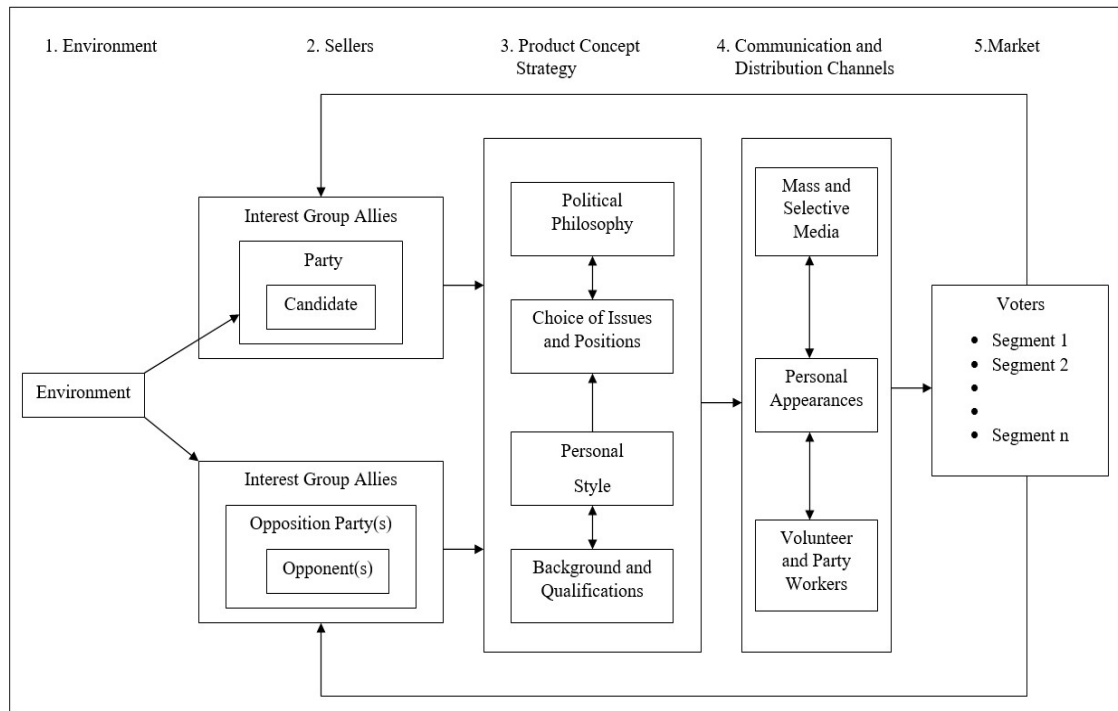 1. Environment
2. Sellers
3. Product Concept
Strategy
4. Communication and
Distribution Channels
5.Market
Interest Group Allies
Party
Candidate
Environment
Interest Group Allies
Opposition Party(s)
Opponent(s)
Political
Philosophy
Choice of Issues
and Positions
Personal
Style
Background and
Qualifications
Mass and
Selective
Media
Personal
Appearances
Volunteer
and Party
Workers
Voters
• Segment 1
• Segment 2
•
•
• Segment n